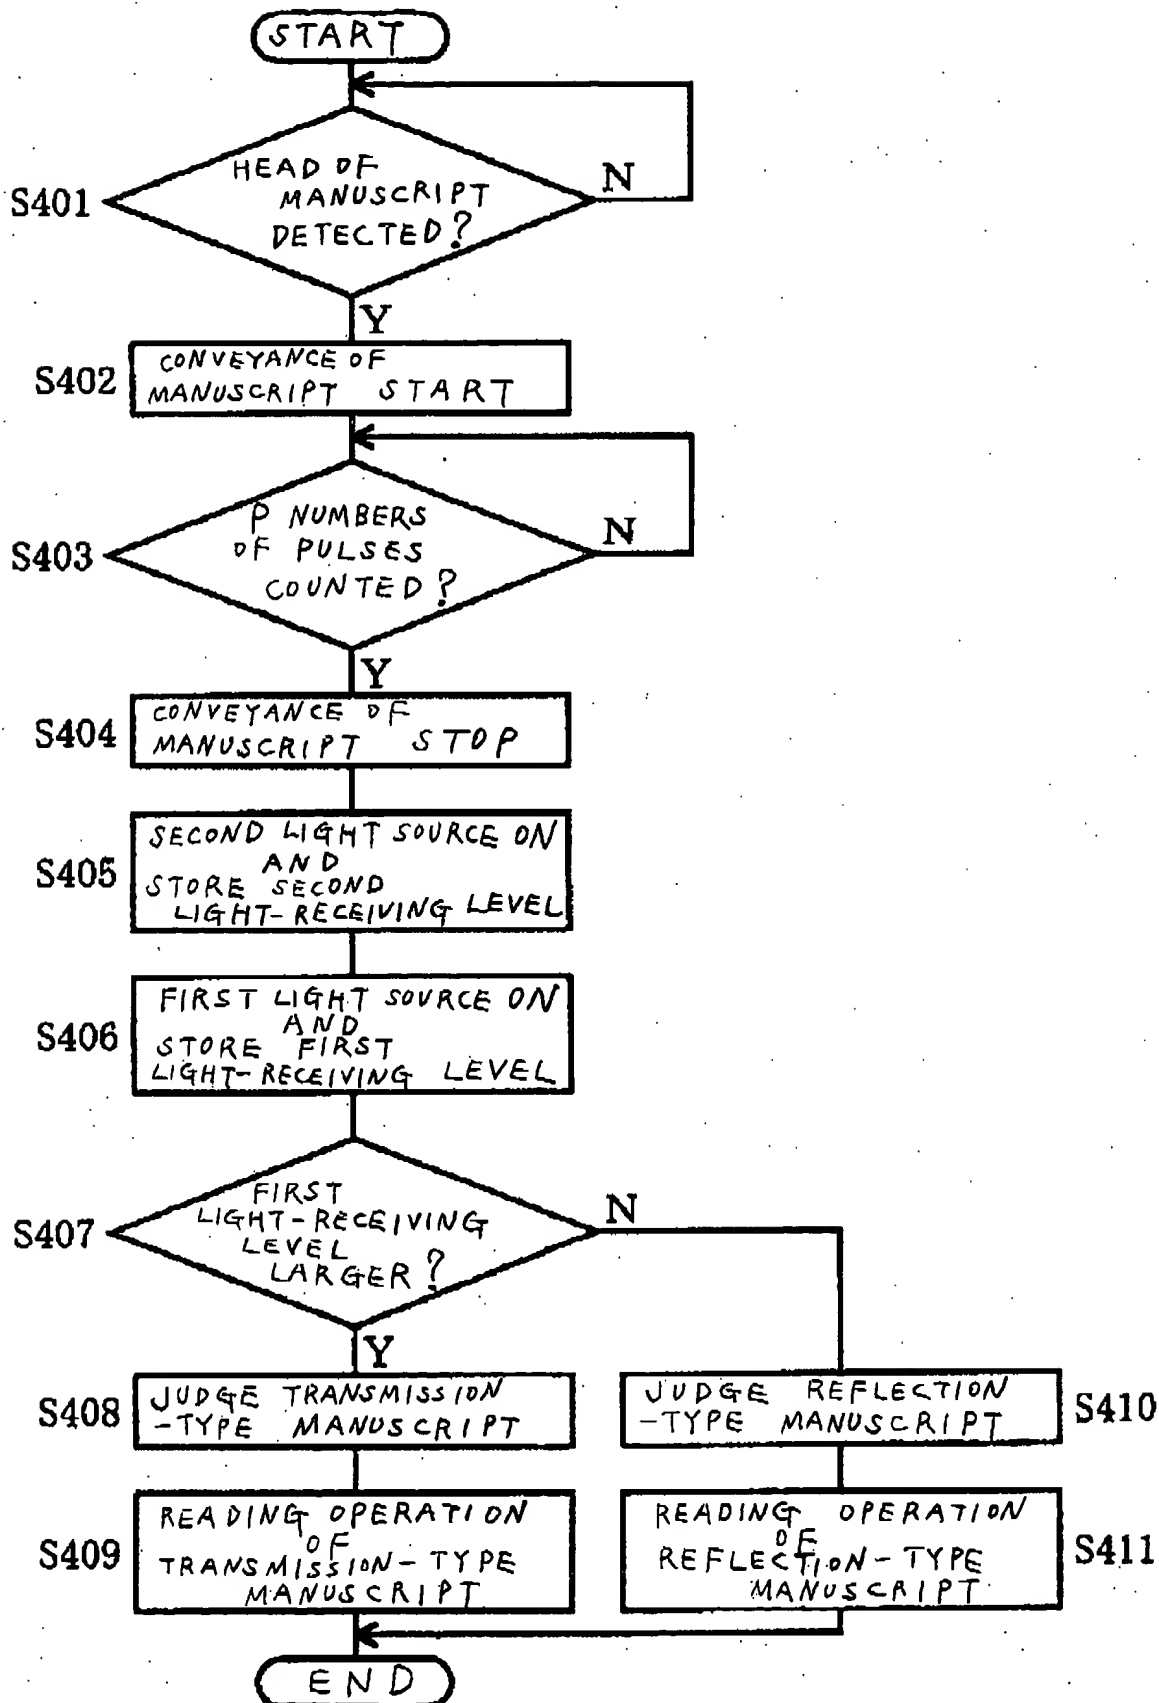 START
HEAD OF
MANUSCRIPT
DETECTED?
N
S401
Y
CONVEYANCE OF
MANUSCRIPT START
S402
P NUMBERS
OF PULSES
COUNTED?
N
S403
Y
CONVEYANCE OF
MANUSCRIPT STOP
S404
SECOND LIGHT SOURCE ON
AND
STORE SECOND
LIGHT-RECEIVING LEVEL
S405
FIRST LIGHT SOURCE ON
AND
STORE FIRST
LIGHT-RECEIVING LEVEL
S406
FIRST
LIGHT-RECEIVING
LEVEL
LARGER?
N
S407
Y
JUDGE TRANSMISSION
-TYPE MANUSCRIPT
S408
JUDGE REFLECTION
-TYPE MANUSCRIPT
S410
READING OPERATION
OF
TRANSMISSION-TYPE
MANUSCRIPT
S409
READING OPERATION
OF
REFLECTION-TYPE
MANUSCRIPT
S411
END